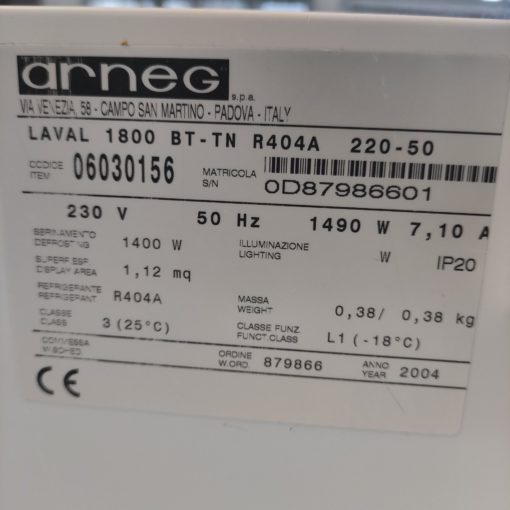 arneg s.p.a.
VIA VENEZIA, 58 - CAMPO SAN MARTINO - PADOVA - ITALY
LAVAL 1800 BT-TN R404A 220-50
CODICE
ITEM 06030156 MATRICOLA
S/N 0D87986601
230 V 50 Hz 1490 W 7,10 A
SBRINAMENTO
DEFROSTING 1400 W ILLUMINAZIONE
LIGHTING W IP20
SUPERF. ESP.
DISPLAY AREA 1,12 mq
REFRIGERANTE
REFRIGERANT R404A MASSA
WEIGHT 0,38/ 0,38 kg
CLASSE
CLASS 3 (25°C) CLASSE FUNZ.
FUNCT.CLASS L1 (-18°C)
COMMESSA
W.SCHED ORDINE
W.ORD. 879866 ANNO
YEAR 2004
CE